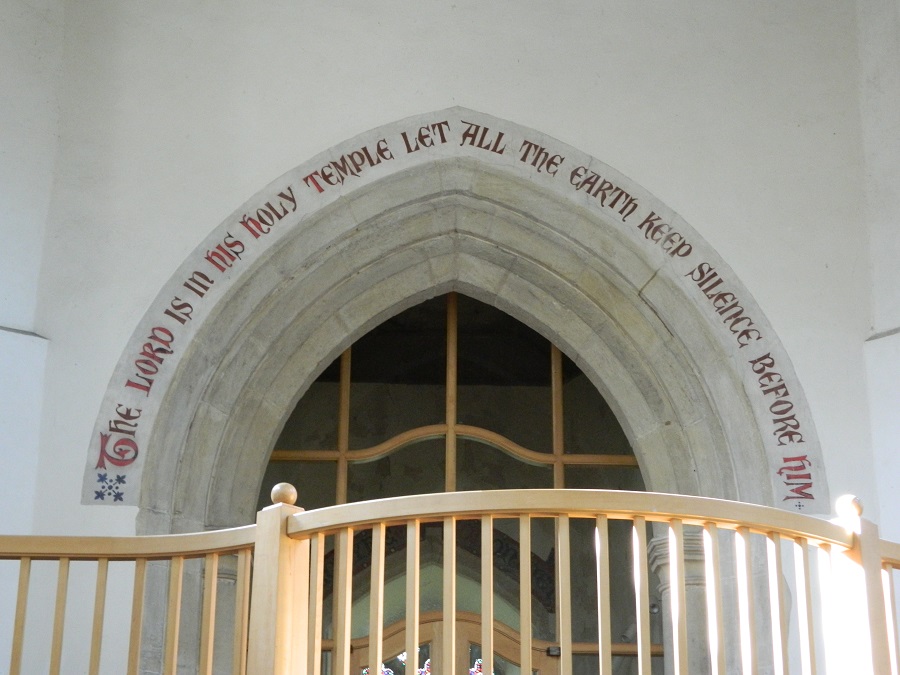 The LORD IS IN HIS HOLY TEMPLE LET ALL THE EARTH KEEP SILENCE BEFORE HIM